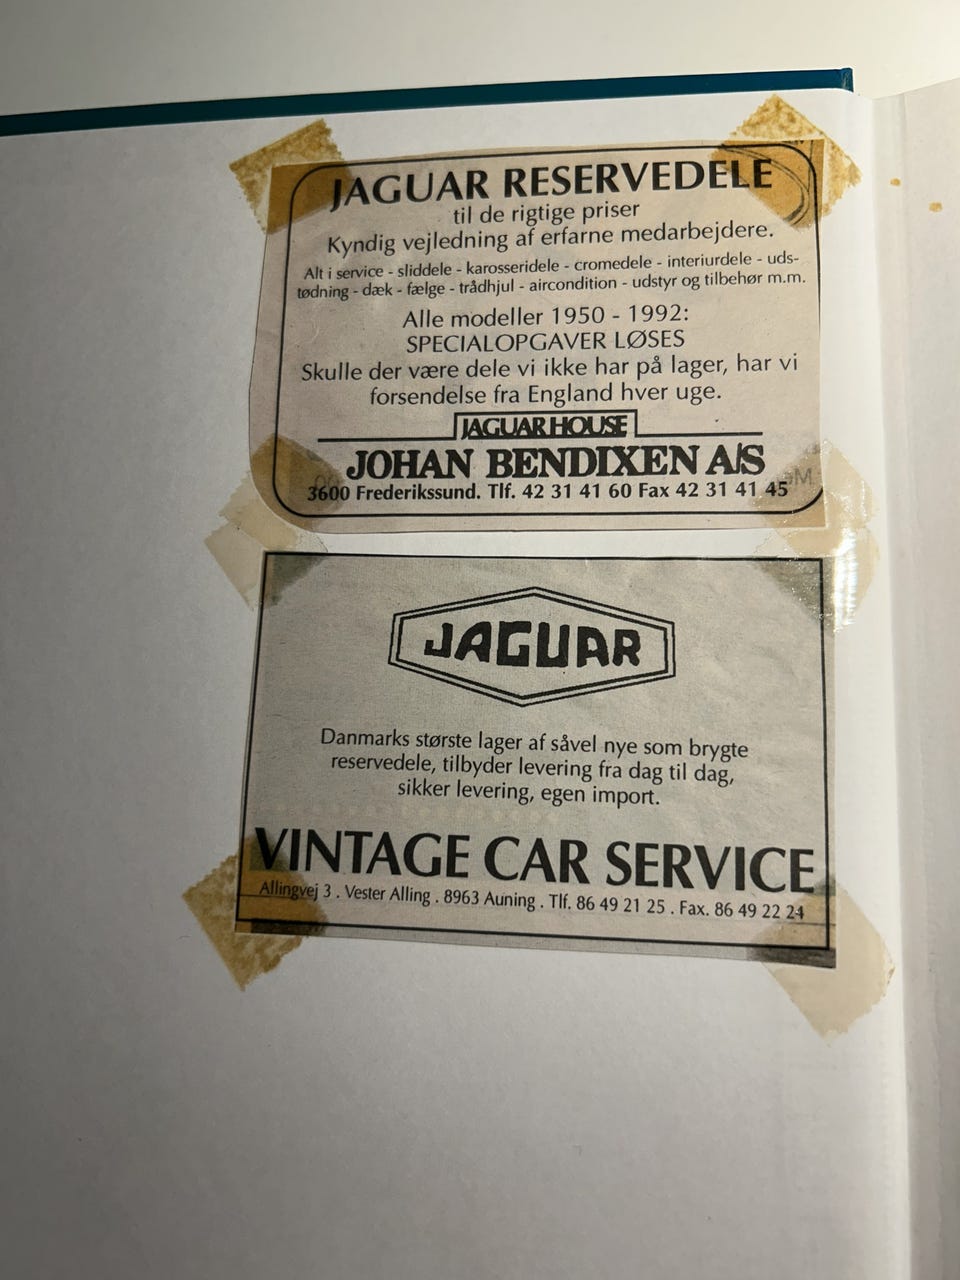 JAGUAR RESERVEDELE
til de rigtige priser
Kyndig vejledning af erfarne medarbejdere.
Alt i service - sliddele - karosseridele - cromedele - interiurdele - uds-
tødning - dæk - fælge - trådhjul - aircondition - udstyr og tilbehør m.m.
Alle modeller 1950 - 1992:
SPECIALOPGAVER LØSES
Skulle der være dele vi ikke har på lager, har vi
forsendelse fra England hver uge.
JAGUAR HOUSE
JOHAN BENDIXEN A/S
3600 Frederikssund. Tlf. 42 31 41 60 Fax 42 31 41 45
JAGUAR
Danmarks største lager af såvel nye som brygte
reservedele, tilbyder levering fra dag til dag,
sikker levering, egen import.
VINTAGE CAR SERVICE
Allingvej 3 . Vester Alling . 8963 Auning . Tlf. 86 49 21 25 . Fax. 86 49 22 24